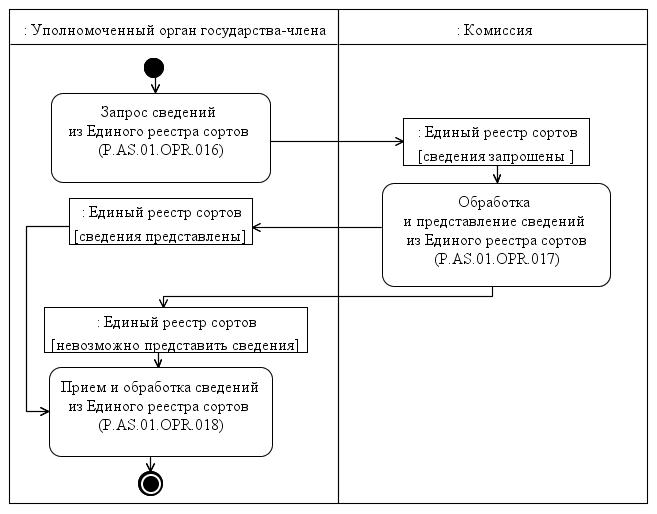 : Уполномоченный орган государства-члена
: Комиссия
Запрос сведений
из Единого реестра сортов
(P.AS.01.OPR.016)
: Единый реестр сортов
[сведения запрошены ]
Обработка
и представление сведений
из Единого реестра сортов
(P.AS.01.OPR.017)
: Единый реестр сортов
[сведения представлены]
: Единый реестр сортов
[невозможно представить сведения]
Прием и обработка сведений
из Единого реестра сортов
(P.AS.01.OPR.018)